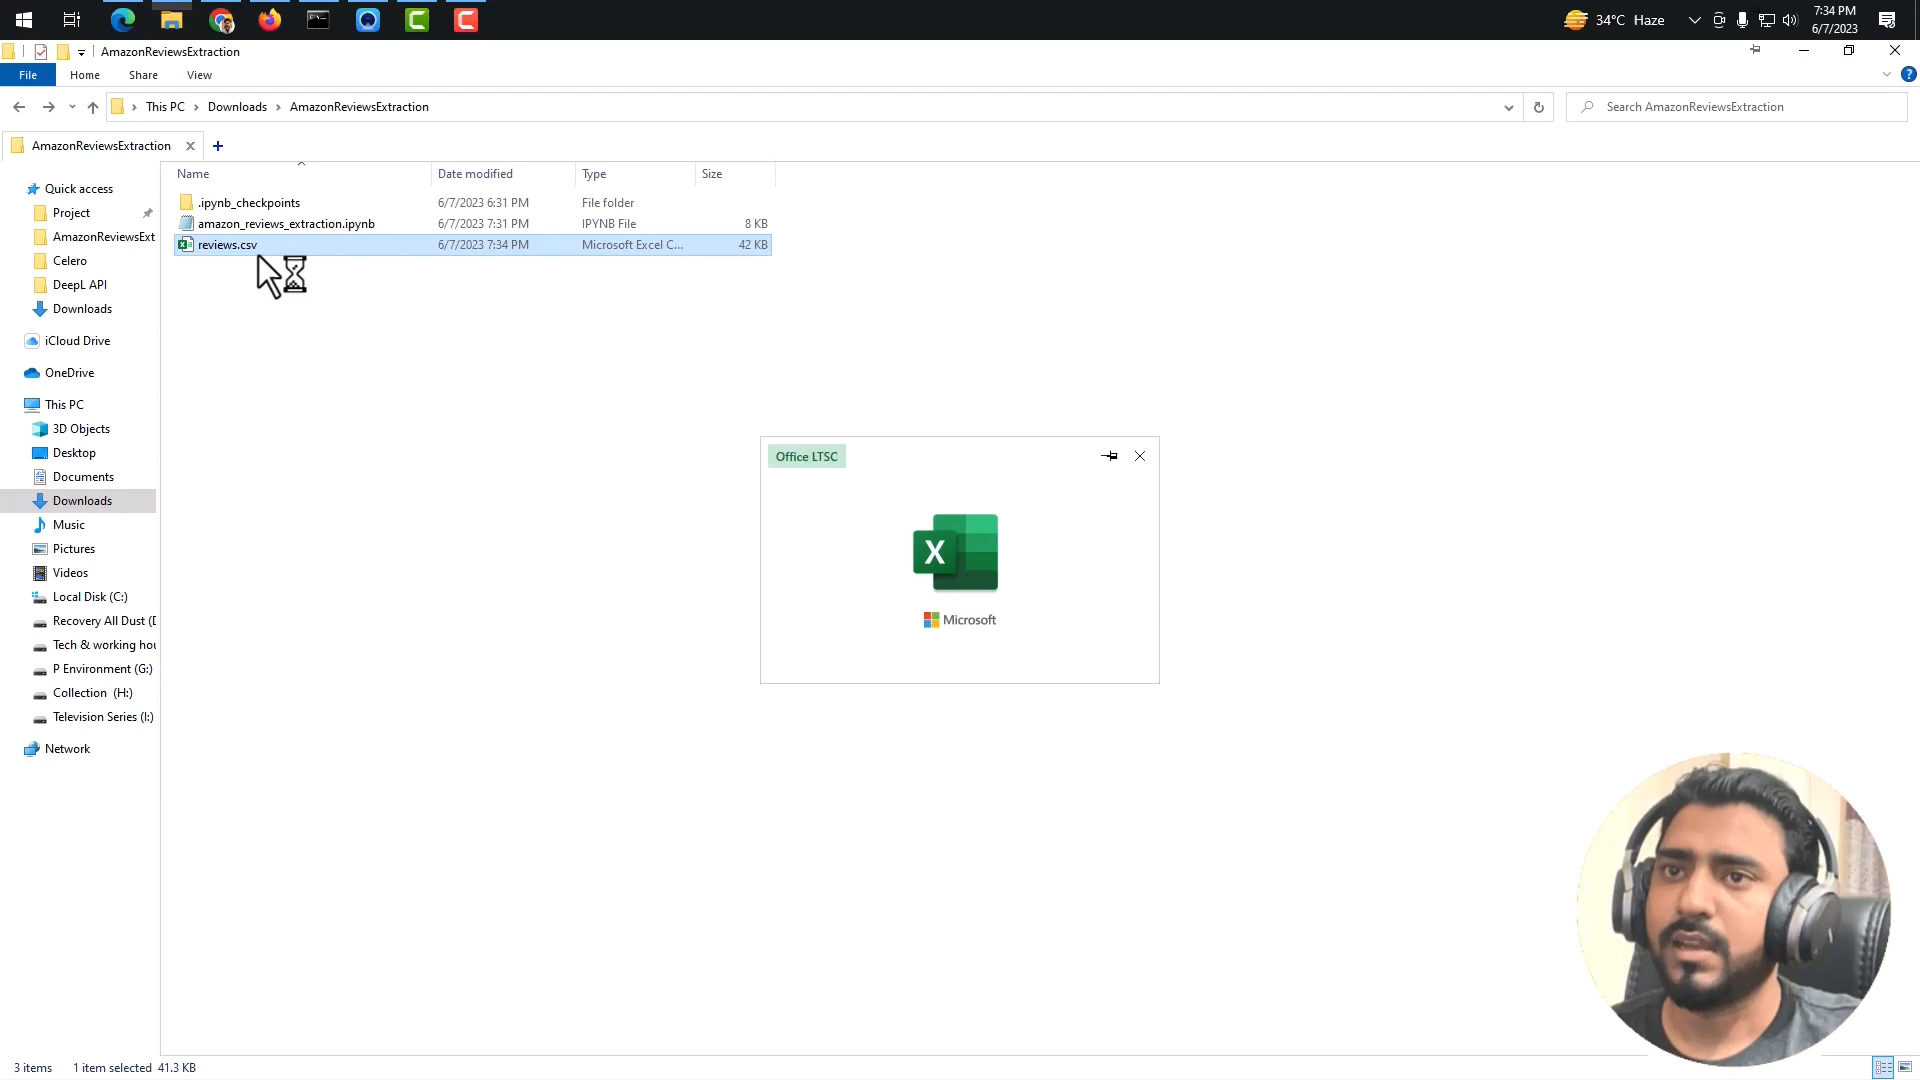 34°C Haze
7:34 PM
6/7/2023
AmazonReviewsExtraction
File Home Share View
This PC > Downloads > AmazonReviewsExtraction
Search AmazonReviewsExtraction
AmazonReviewsExtraction
Name Date modified Type Size
.ipynb_checkpoints 6/7/2023 6:31 PM File folder
amazon_reviews_extraction.ipynb 6/7/2023 7:31 PM IPYNB File 8 KB
reviews.csv 6/7/2023 7:34 PM Microsoft Excel C... 42 KB
Quick access
Project
AmazonReviewsExt
Celero
DeepL API
Downloads
iCloud Drive
OneDrive
This PC
3D Objects
Desktop
Documents
Downloads
Music
Pictures
Videos
Local Disk (C:)
Recovery All Dust (D
Tech & working hou
P Environment (G:)
Collection (H:)
Television Series (I:)
Network
Office LTSC
X
Microsoft
3 items 1 item selected 41.3 KB